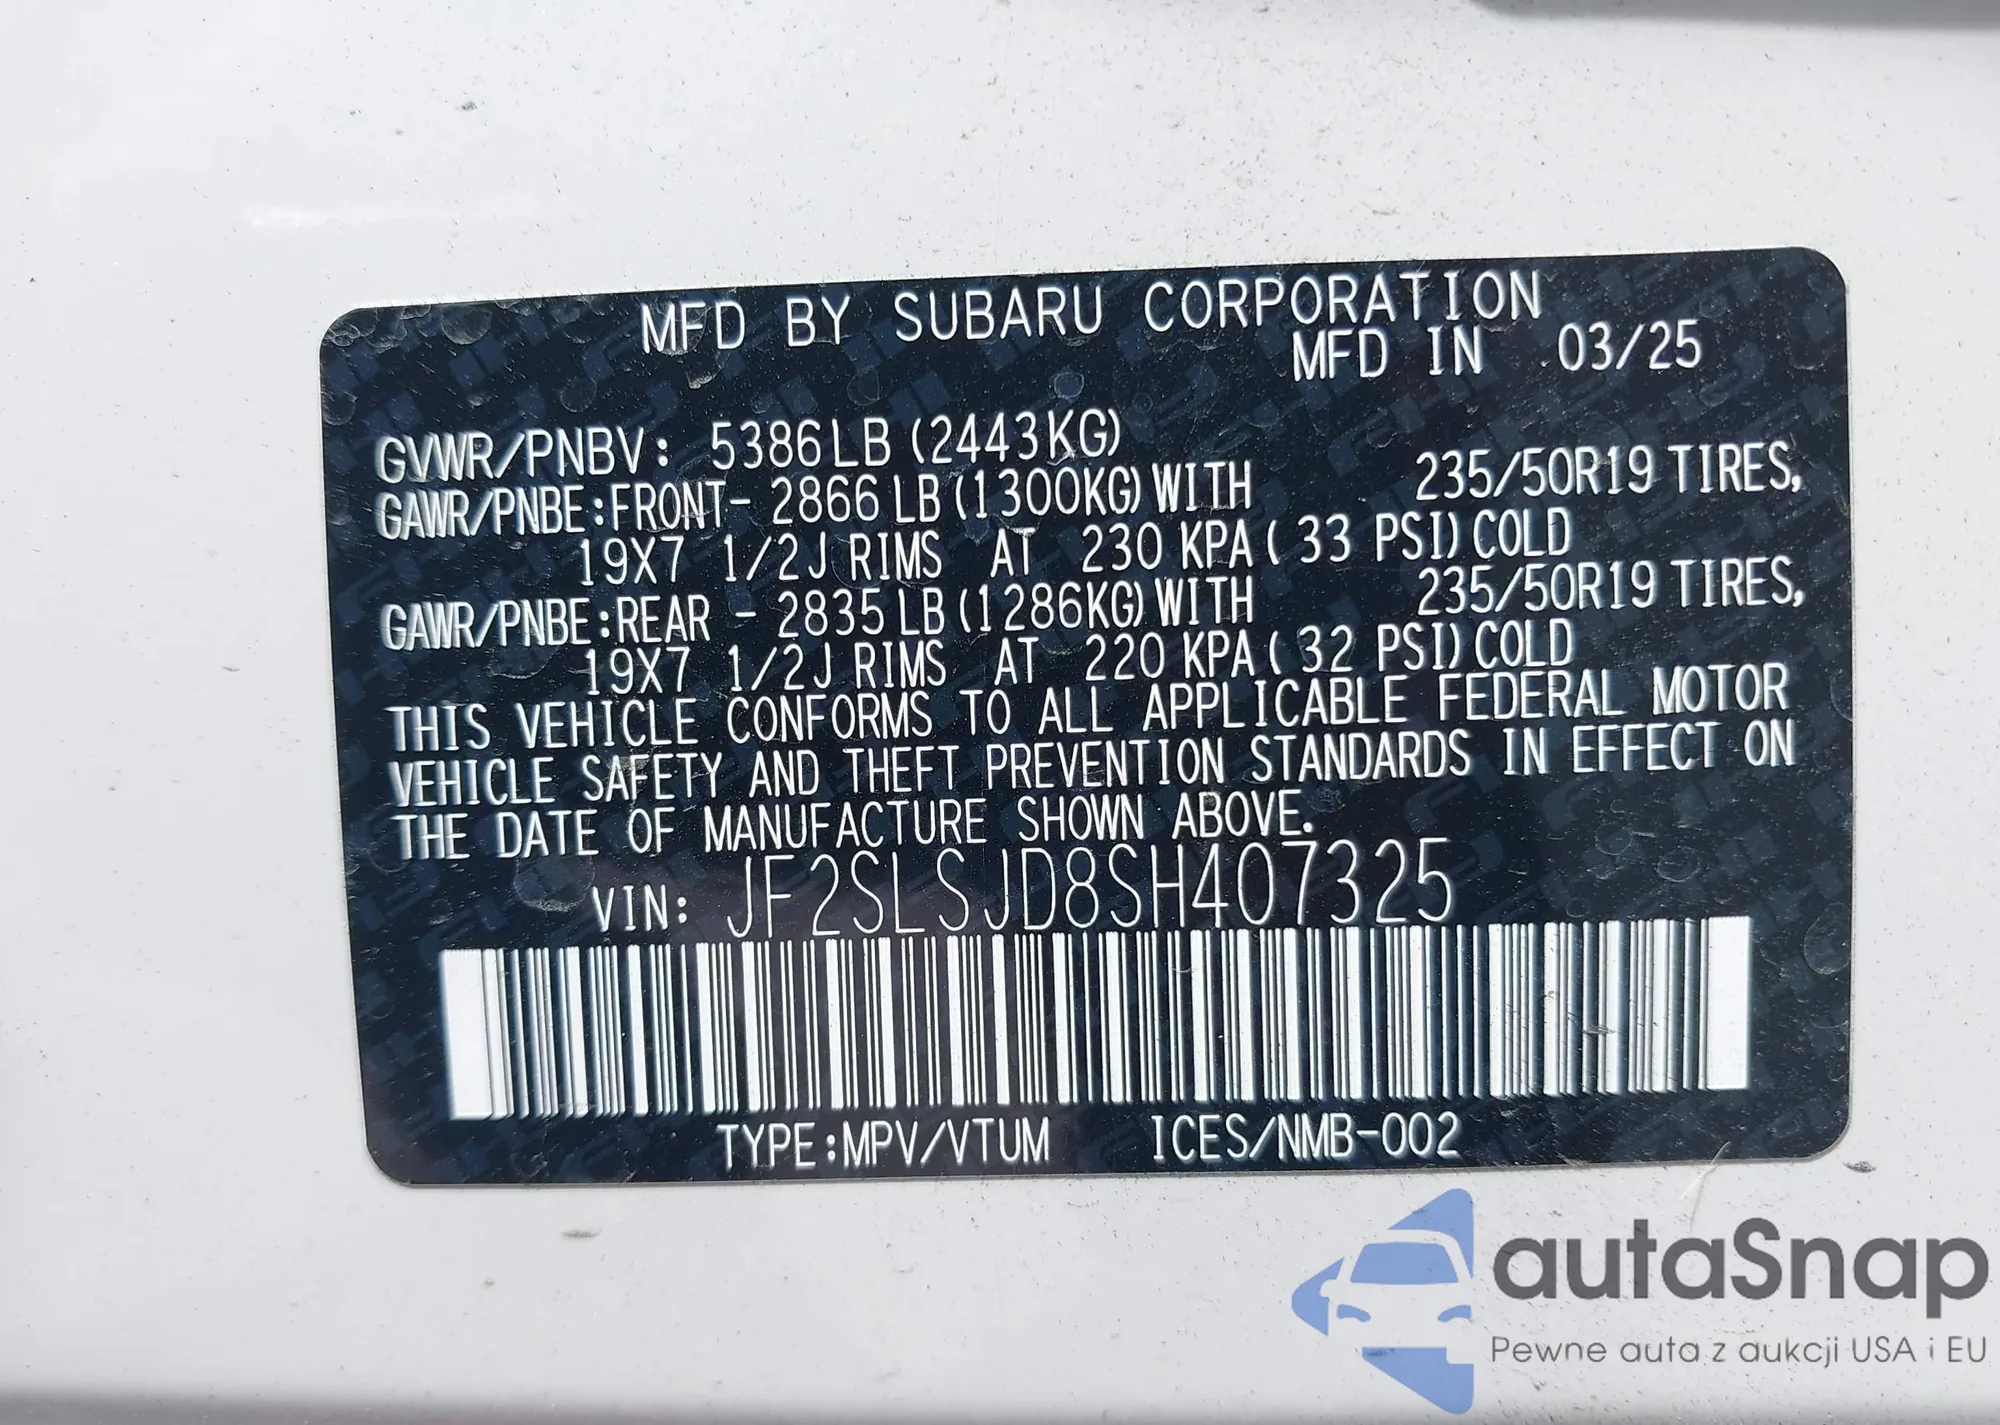 MFD BY SUBARU CORPORATION
MFD IN 03/25
GVWR/PNBV: 5386LB (2443KG)
GAWR/PNBE:FRONT- 2866 LB (1300KG) WITH 235/50R19 TIRES,
19X7 1/2J RIMS AT 230 KPA ( 33 PSI) COLD
GAWR/PNBE:REAR - 2835 LB (1286KG) WITH 235/50R19 TIRES,
19X7 1/2J RIMS AT 220 KPA ( 32 PSI) COLD
THIS VEHICLE CONFORMS TO ALL APPLICABLE FEDERAL MOTOR
VEHICLE SAFETY AND THEFT PREVENTION STANDARDS IN EFFECT ON
THE DATE OF MANUFACTURE SHOWN ABOVE.
VIN: JF2SLSJD8SH407325
TYPE:MPV/VTUM ICES/NMB-002
autaSnap
Pewne auta z aukcji USA i EU